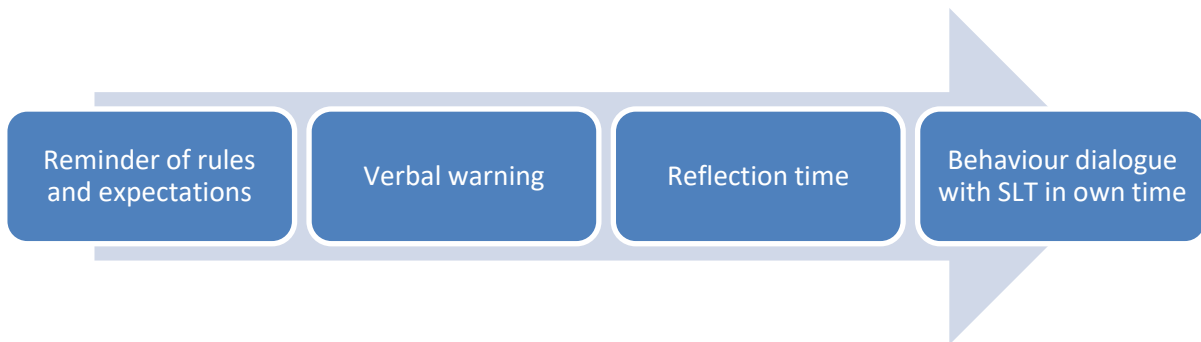 Reminder of rules
and expectations
Verbal warning
Reflection time
Behaviour dialogue
with SLT in own time